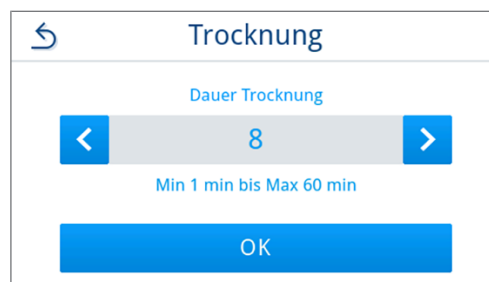 Trocknung
Dauer Trocknung
8
Min 1 min bis Max 60 min
OK